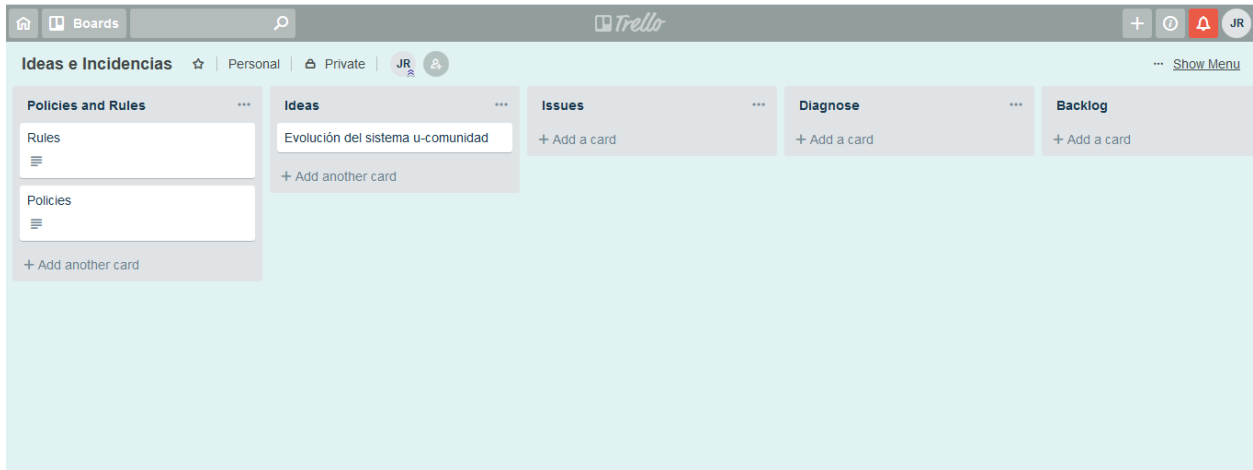 Boards
Trello
JR
Ideas e Incidencias
Personal
Private
JR
... Show Menu
Policies and Rules
Rules
Policies
+ Add another card
Ideas
Evolución del sistema u-comunidad
+ Add another card
Issues
+ Add a card
Diagnose
+ Add a card
Backlog
+ Add a card